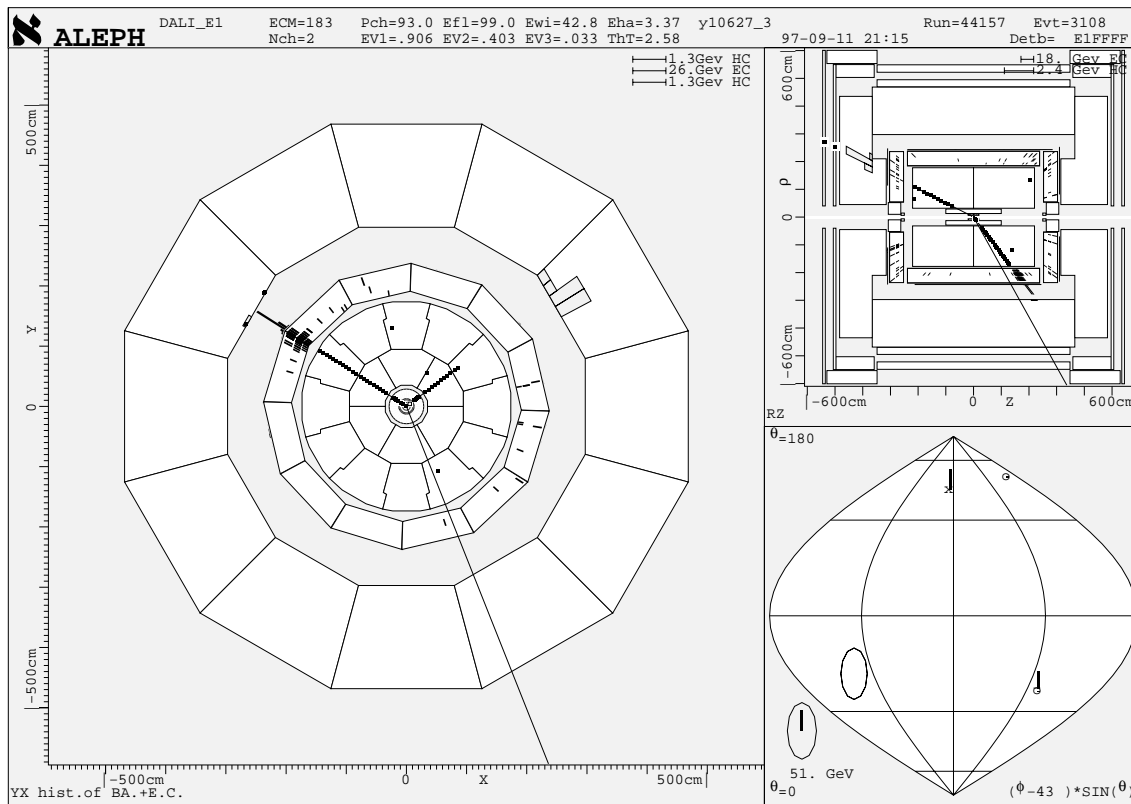 ALEPH DALI_E1 ECM=183 Pch=93.0 Efl=99.0 Ewi=42.8 Eha=3.37 y10627_3 Run=44157 Evt=3108
Nch=2 EV1=.906 EV2=.403 EV3=.033 ThT=2.58 97-09-11 21:15 Detb= E1FFFF
1.3Gev HC
26.Gev EC
1.3Gev HC
500cm
Y
0
-500cm
-500cm 0 X 500cm
YX hist.of BA.+E.C.
18. Gev EC
2.4 Gev HC
600cm
ρ
0
-600cm
-600cm 0 Z 600cm
RZ
θ=180
51. GeV
θ=0 (ϕ-43 )*SIN(θ)